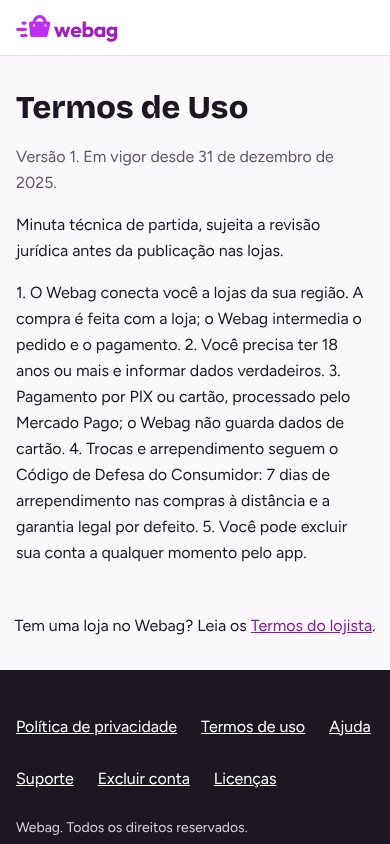 webag
Termos de Uso
Versão 1. Em vigor desde 31 de dezembro de
2025.
Minuta técnica de partida, sujeita a revisão
jurídica antes da publicação nas lojas.
1. O Webag conecta você a lojas da sua região. A
compra é feita com a loja; o Webag intermedia o
pedido e o pagamento. 2. Você precisa ter 18
anos ou mais e informar dados verdadeiros. 3.
Pagamento por PIX ou cartão, processado pelo
Mercado Pago; o Webag não guarda dados de
cartão. 4. Trocas e arrependimento seguem o
Código de Defesa do Consumidor: 7 dias de
arrependimento nas compras à distância e a
garantia legal por defeito. 5. Você pode excluir
sua conta a qualquer momento pelo app.
Tem uma loja no Webag? Leia os Termos do lojista.
Política de privacidade Termos de uso Ajuda
Suporte Excluir conta Licenças
Webag. Todos os direitos reservados.